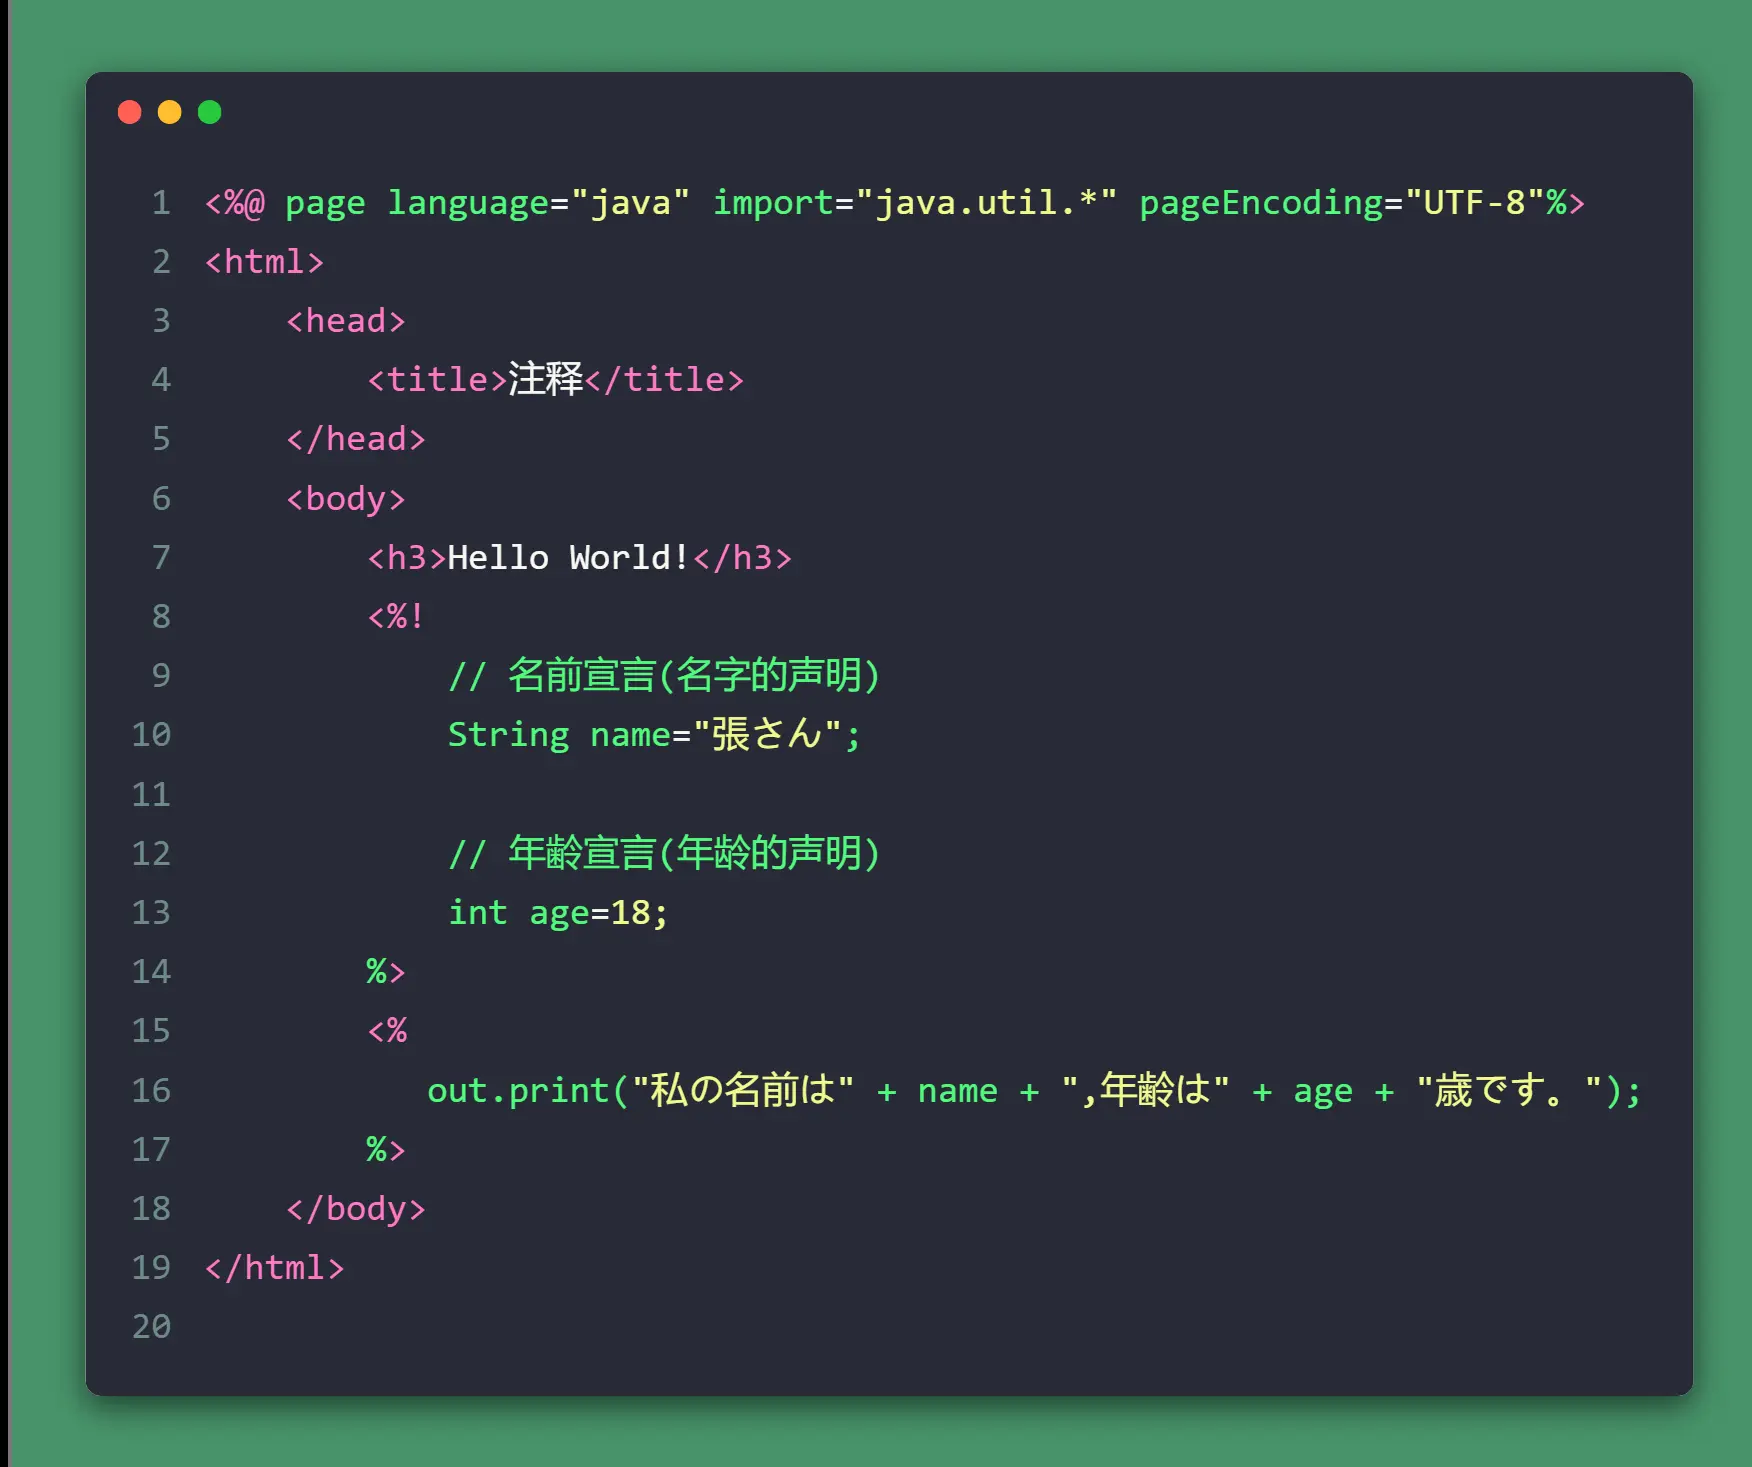 1 <%@ page language="java" import="java.util.*" pageEncoding="UTF-8"%>
2 <html>
3     <head>
4         <title>注释</title>
5     </head>
6     <body>
7         <h3>Hello World!</h3>
8         <%!
9             // 名前宣言(名字的声明)
10             String name="張さん";
11
12             // 年齢宣言(年龄的声明)
13             int age=18;
14         %>
15         <%
16            out.print("私の名前は" + name + ",年齢は" + age + "歳です。");
17         %>
18     </body>
19 </html>
20